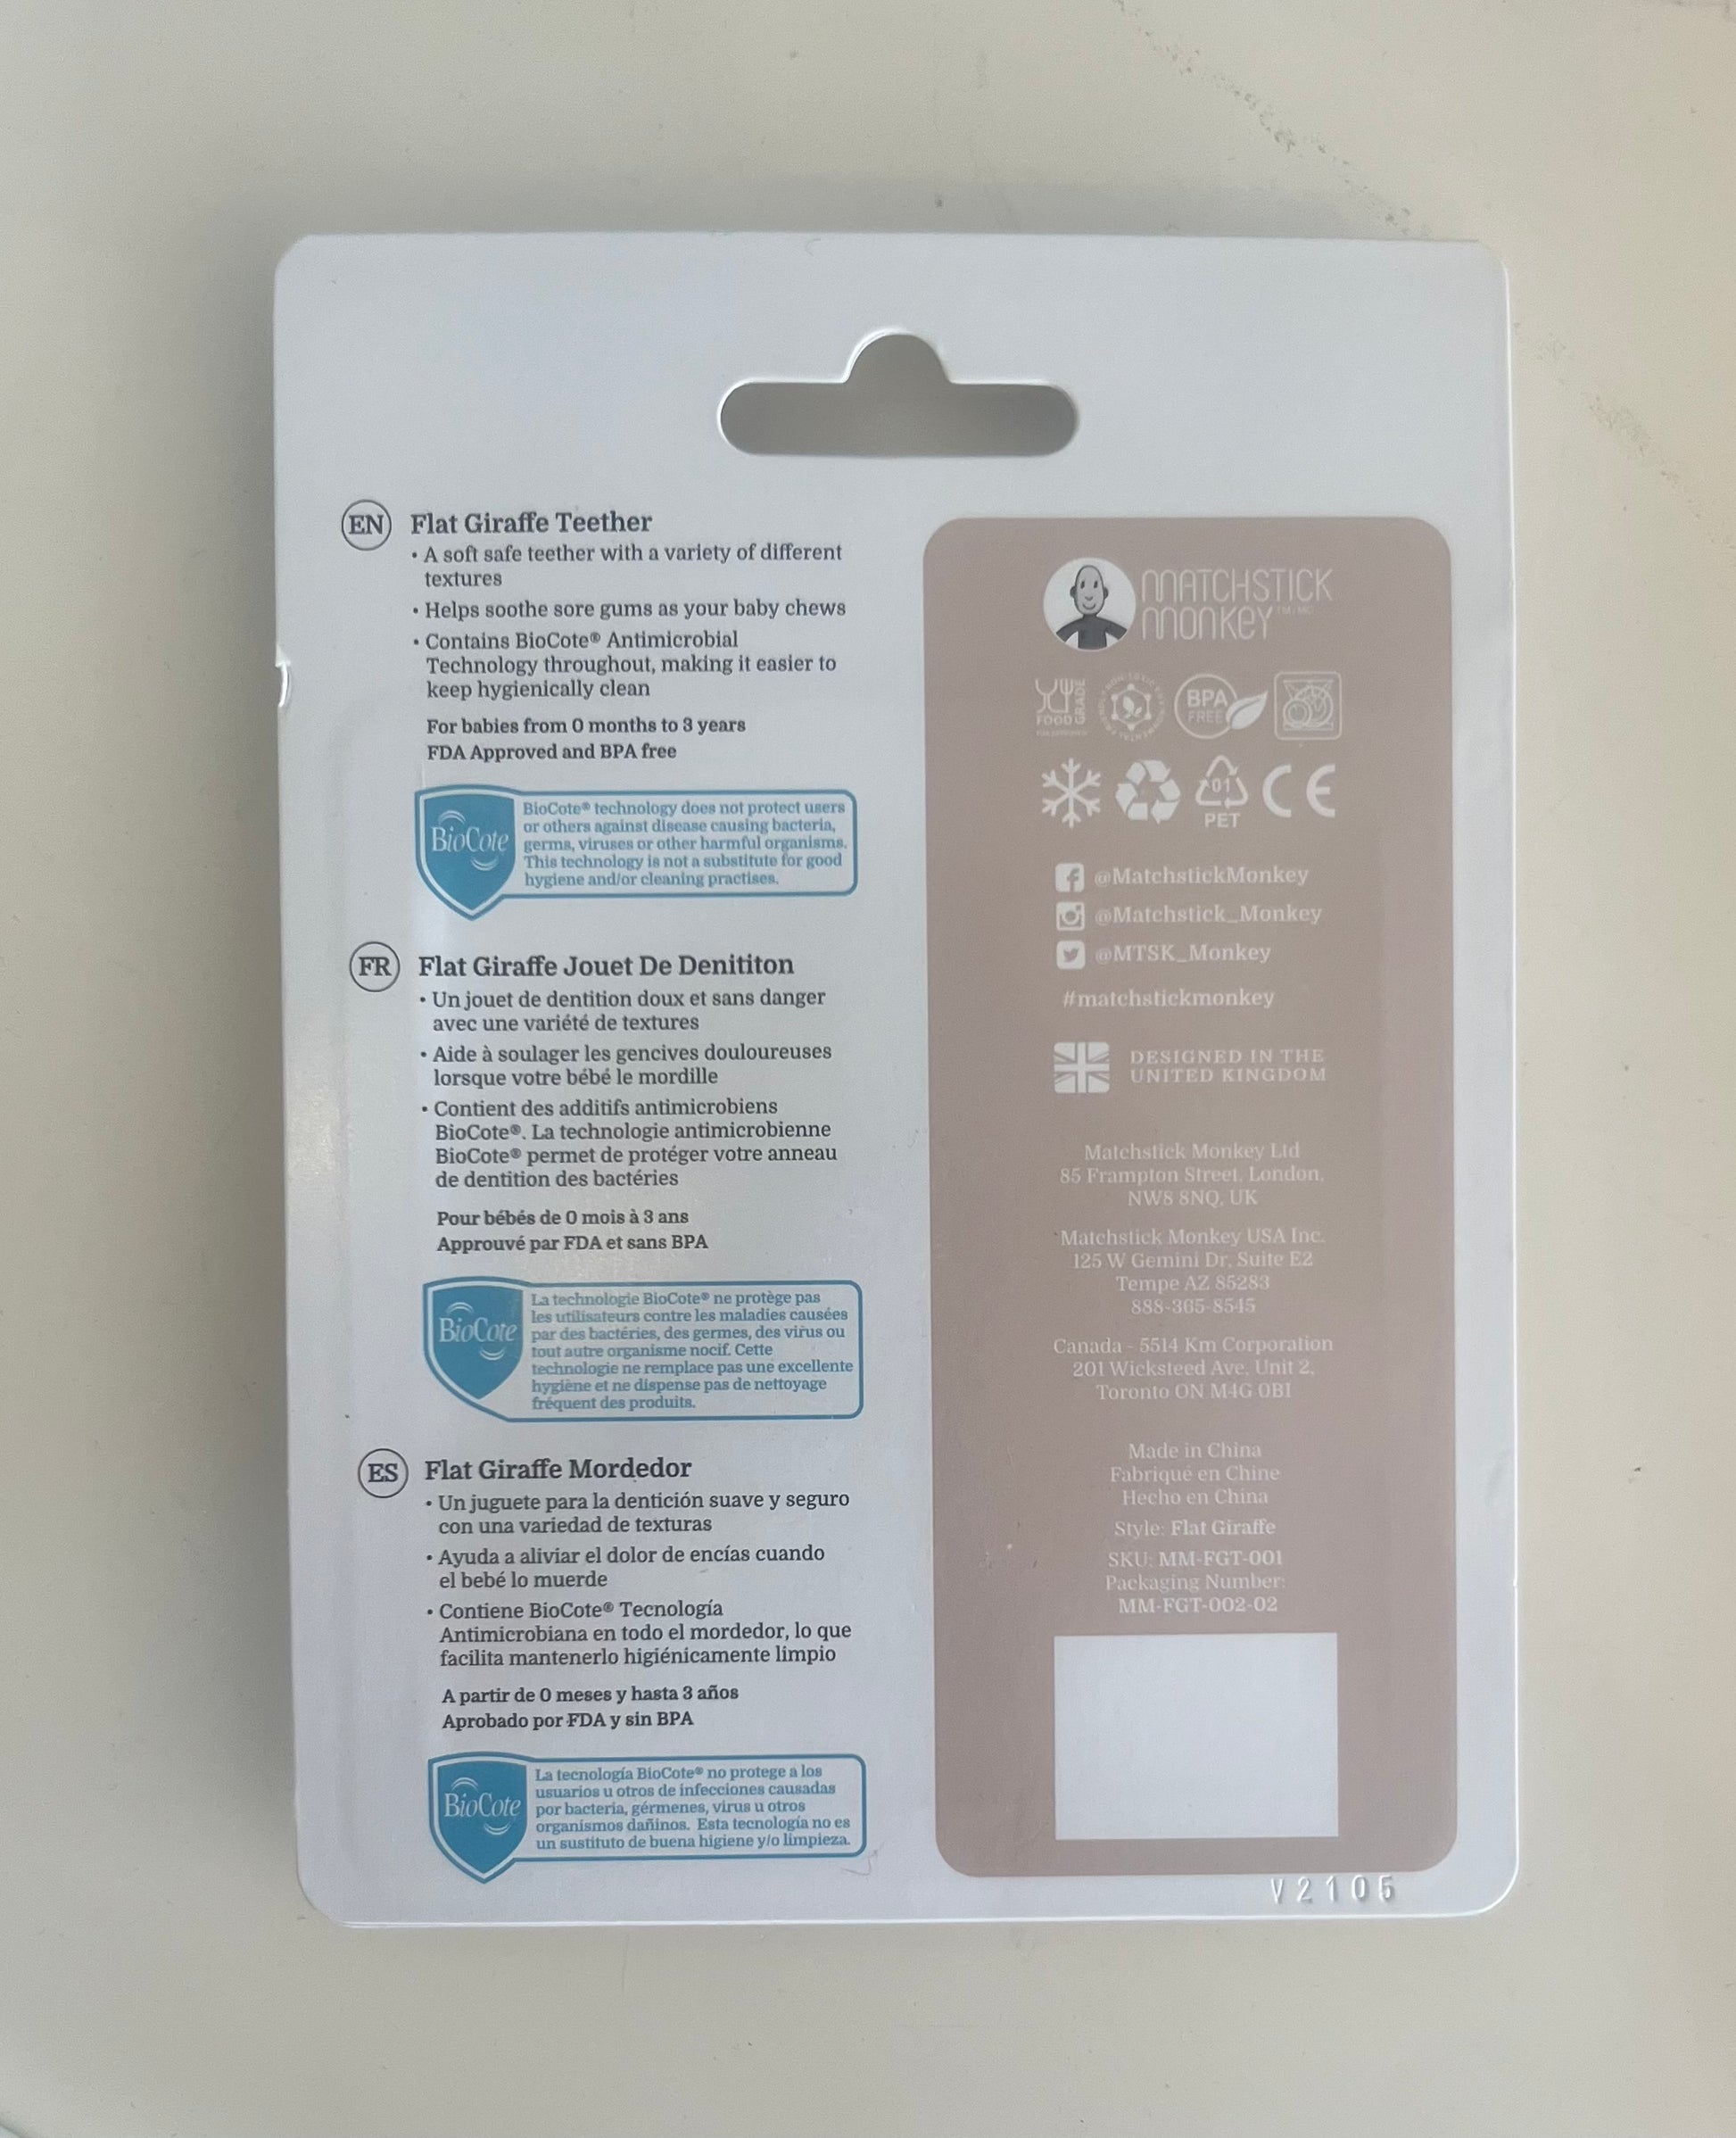 EN
Flat Giraffe Teether
• A soft safe teether with a variety of different
textures
• Helps soothe sore gums as your baby chews
• Contains BioCote® Antimicrobial
Technology throughout, making it easier to
keep hygienically clean
For babies from 0 months to 3 years
FDA Approved and BPA free
BioCote
BioCote® technology does not protect users
or others against disease causing bacteria,
germs, viruses or other harmful organisms.
This technology is not a substitute for good
hygiene and/or cleaning practises.
FR
Flat Giraffe Jouet De Denititon
• Un jouet de dentition doux et sans danger
avec une variété de textures
• Aide à soulager les gencives douloureuses
lorsque votre bébé le mordille
• Contient des additifs antimicrobiens
BioCote®. La technologie antimicrobienne
BioCote® permet de protéger votre anneau
de dentition des bactéries
Pour bébés de 0 mois à 3 ans
Approuvé par FDA et sans BPA
BioCote
La technologie BioCote® ne protège pas
les utilisateurs contre les maladies causées
par des bactéries, des germes, des virus ou
tout autre organisme nocif. Cette
technologie ne remplace pas une excellente
hygiène et ne dispense pas de nettoyage
fréquent des produits.
ES
Flat Giraffe Mordedor
• Un juguete para la dentición suave y seguro
con una variedad de texturas
• Ayuda a aliviar el dolor de encías cuando
el bebé lo muerde
• Contiene BioCote® Tecnología
Antimicrobiana en todo el mordedor, lo que
facilita mantenerlo higiénicamente limpio
A partir de 0 meses y hasta 3 años
Aprobado por FDA y sin BPA
BioCote
La tecnología BioCote® no protege a los
usuarios u otros de infecciones causadas
por bacteria, gérmenes, virus u otros
organismos dañinos. Esta tecnología no es
un sustituto de buena higiene y/o limpieza.
MATCHSTICK
MONKEY™/MC
FOOD GRADE
BPA
FREE
01
PET
CE
@MatchstickMonkey
@Matchstick_Monkey
@MTSK_Monkey
#matchstickmonkey
DESIGNED IN THE
UNITED KINGDOM
Matchstick Monkey Ltd
85 Frampton Street, London,
NW8 8NQ, UK
Matchstick Monkey USA Inc.
125 W Gemini Dr, Suite E2
Tempe AZ 85283
888-365-8545
Canada - 5514 Km Corporation
201 Wicksteed Ave, Unit 2,
Toronto ON M4G 0B1
Made in China
Fabriqué en Chine
Hecho en China
Style: Flat Giraffe
SKU: MM-FGT-001
Packaging Number:
MM-FGT-002-02
V2105